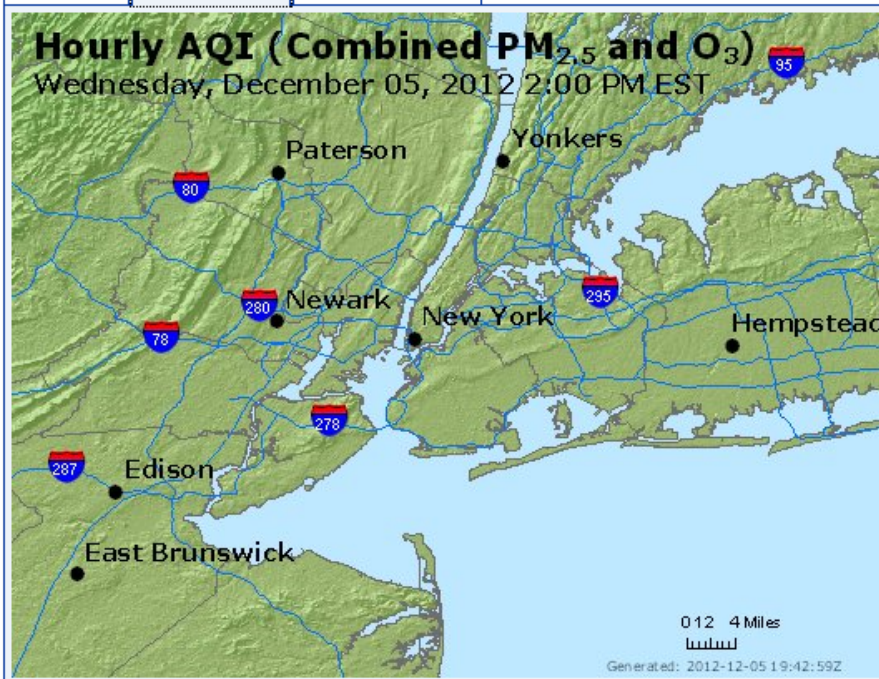 Hourly AQI (Combined PM2.5 and O3)
Wednesday, December 05, 2012 2:00 PM EST
95
Yonkers
Paterson
80
280
Newark
295
New York
78
Hempstead
278
287
Edison
East Brunswick
0 1 2 4 Miles
Generated: 2012-12-05 19:42:59Z